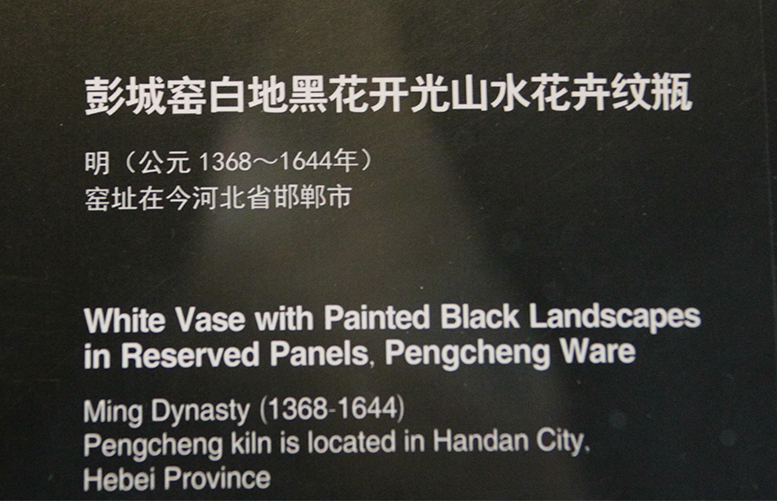 彭城窑白地黑花开光山水花卉纹瓶
明（公元 1368～1644年）
窑址在今河北省邯郸市
White Vase with Painted Black Landscapes
in Reserved Panels, Pengcheng Ware
Ming Dynasty (1368-1644)
Pengcheng kiln is located in Handan City,
Hebei Province